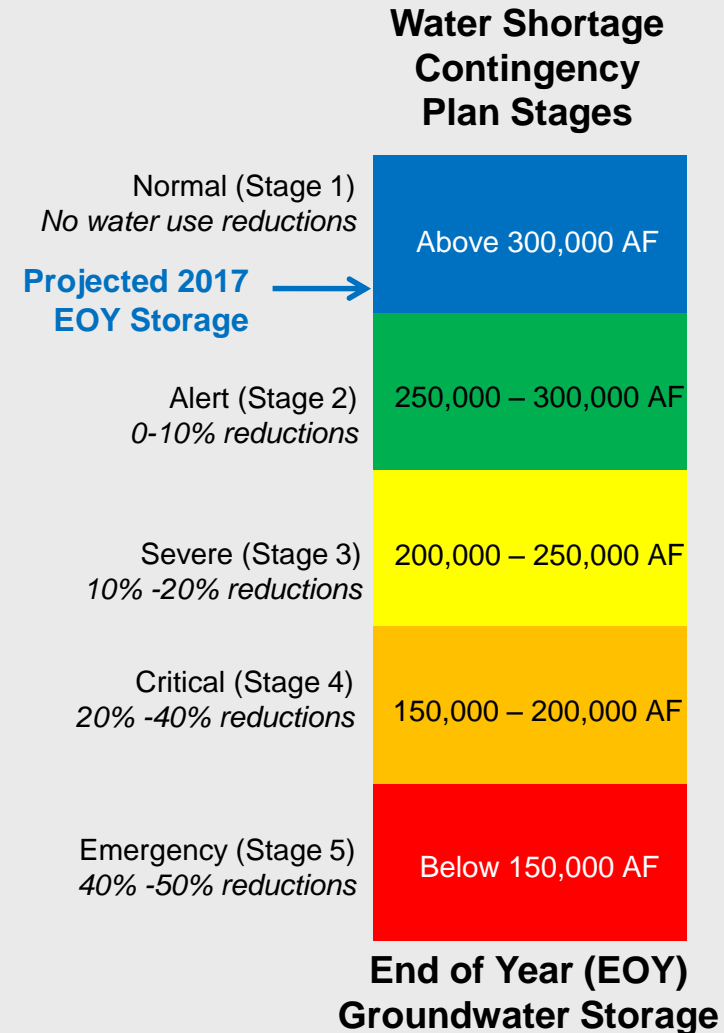 Water Shortage
Contingency
Plan Stages
Normal (Stage 1)
No water use reductions
Above 300,000 AF
Projected 2017
EOY Storage
Alert (Stage 2)
0-10% reductions
250,000 – 300,000 AF
Severe (Stage 3)
10% -20% reductions
200,000 – 250,000 AF
Critical (Stage 4)
20% -40% reductions
150,000 – 200,000 AF
Emergency (Stage 5)
40% -50% reductions
Below 150,000 AF
End of Year (EOY)
Groundwater Storage